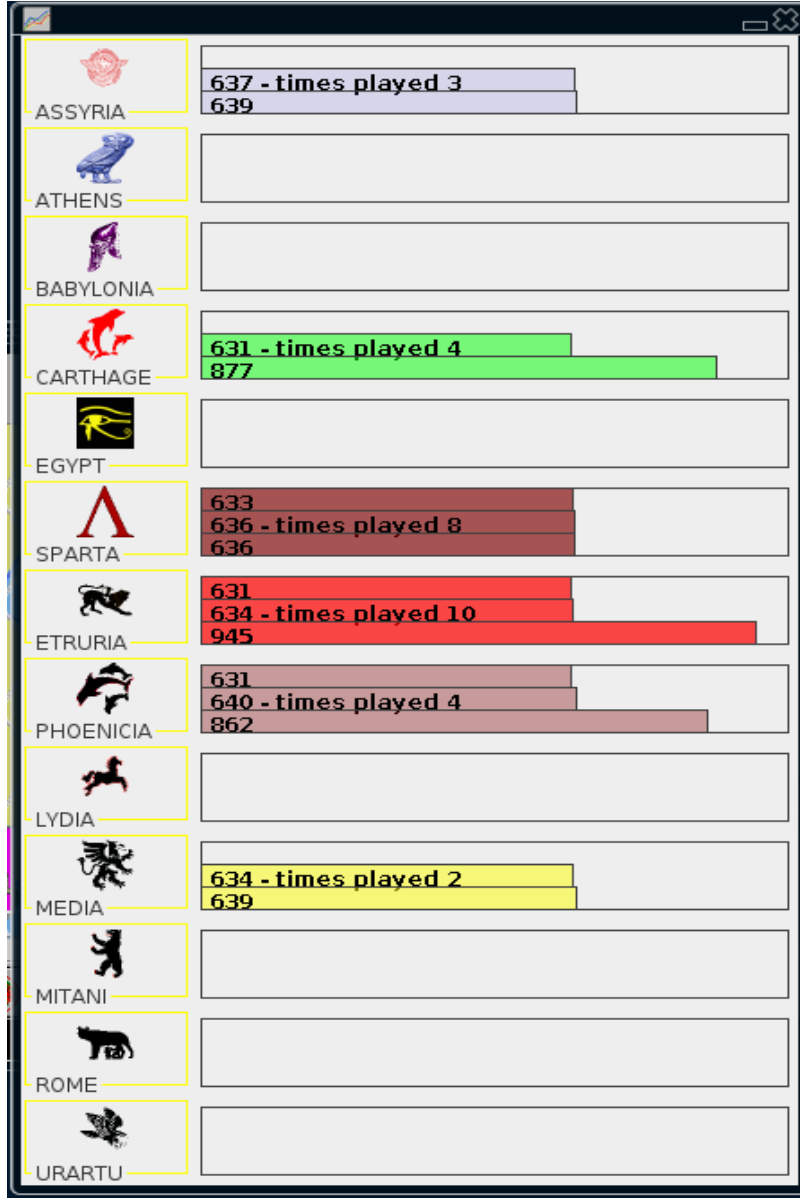 637 - times played 3
639
ASSYRIA
ATHENS
BABYLONIA
631 - times played 4
877
CARTHAGE
EGYPT
633
636 - times played 8
636
SPARTA
631
634 - times played 10
945
ETRURIA
631
640 - times played 4
862
PHOENICIA
LYDIA
634 - times played 2
639
MEDIA
MITANI
ROME
URARTU